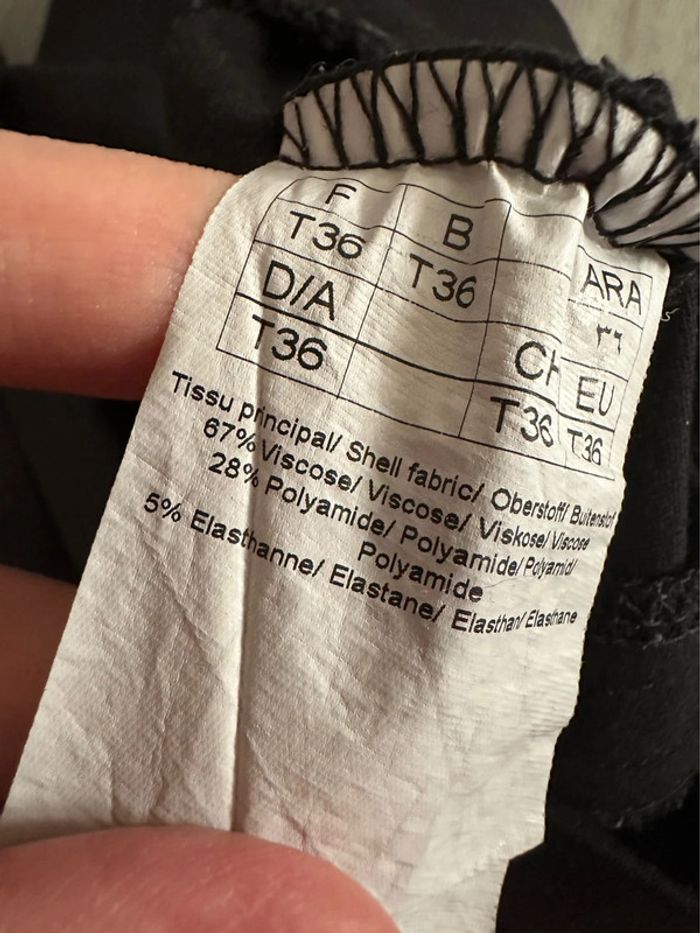 F B ARA
T36 T36 ٣٦
D/A CH EU
T36 T36 T36
Tissu principal/ Shell fabric/ Oberstoff/ Buitenstof
67% Viscose/ Viscose/ Viskose/ Viscose
28% Polyamide/ Polyamide/ Polyamid/
Polyamide
5% Elasthanne/ Elastane/ Elasthan/ Elasthane